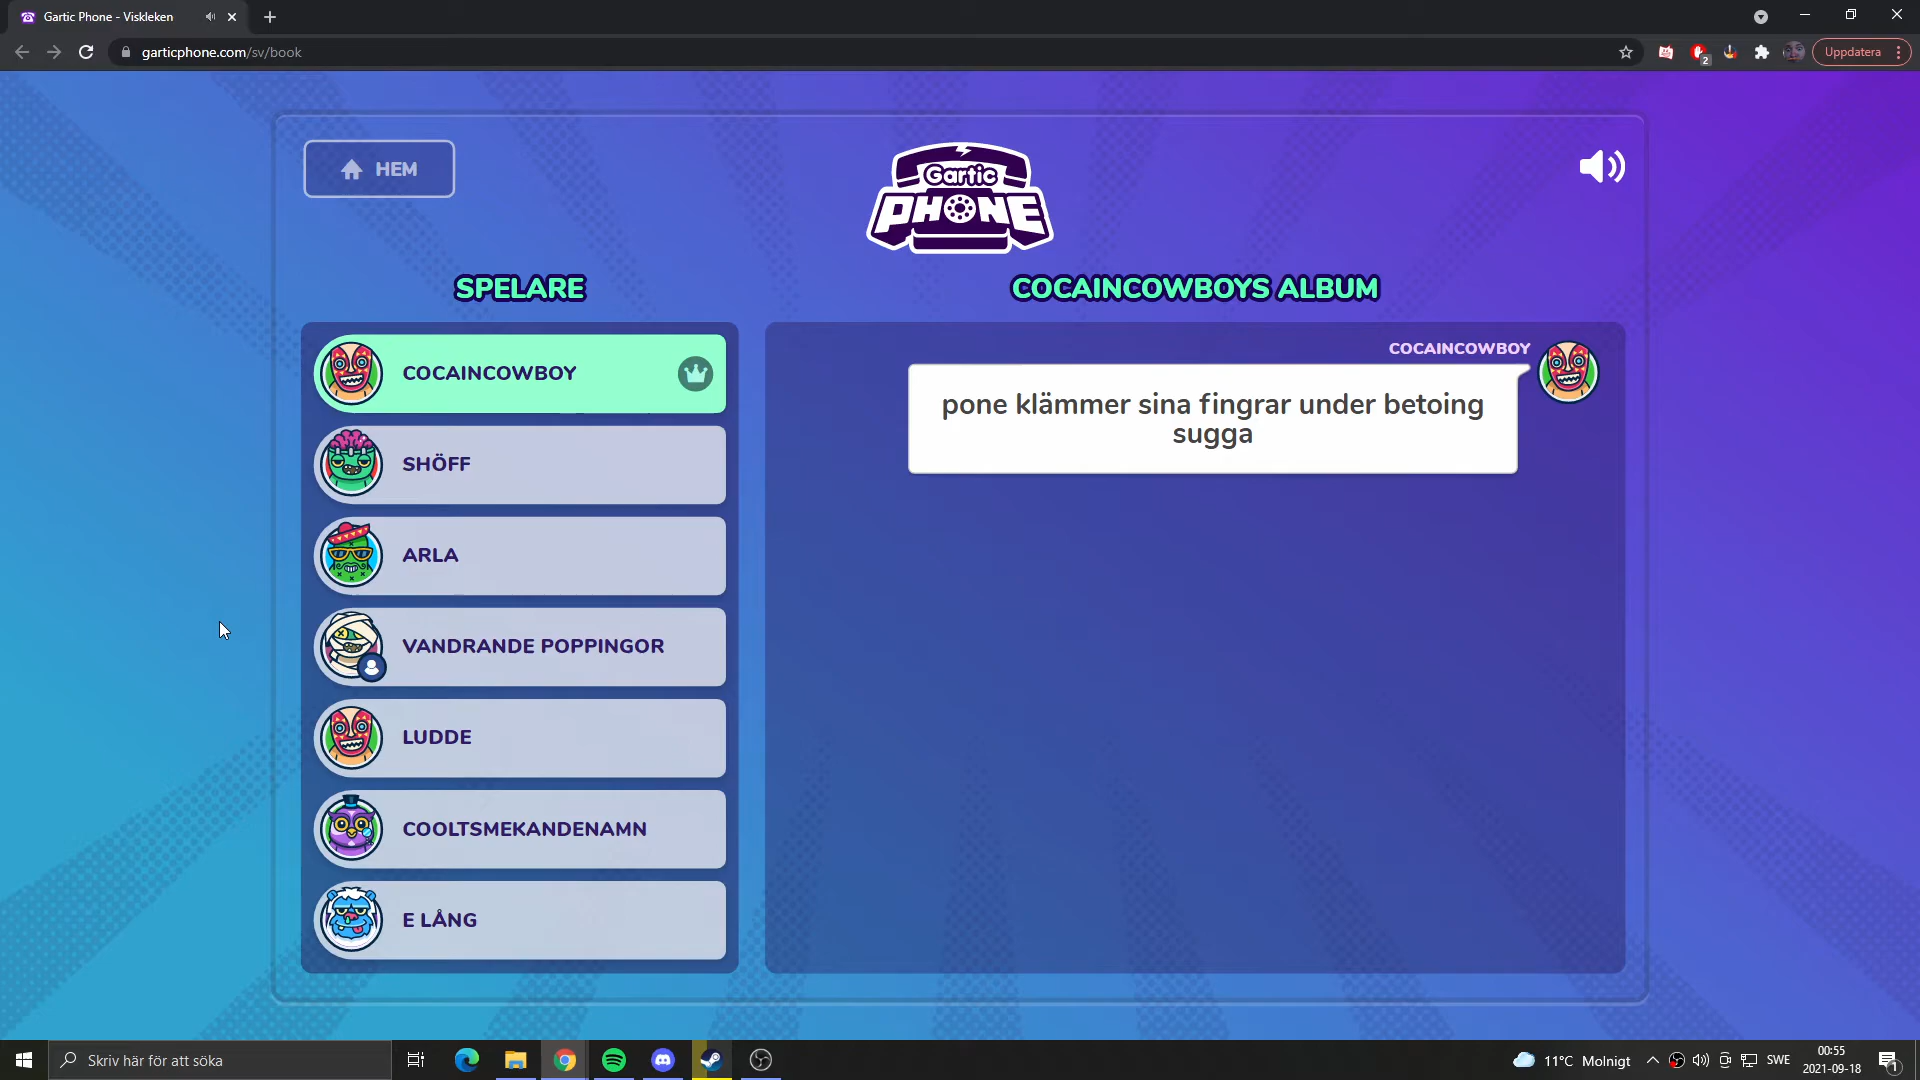 Gartic Phone - Viskleken
garticphone.com/sv/book
Uppdatera
2
HEM
Gartic
PHONE
SPELARE
COCAINCOWBOYS ALBUM
COCAINCOWBOY
SHÖFF
ARLA
VANDRANDE POPPINGOR
LUDDE
COOLTSMEKANDENAMN
E LÅNG
COCAINCOWBOY
pone klämmer sina fingrar under betoing
sugga
Skriv här för att söka
11°C Molnigt
SWE
00:55
2021-09-18
1